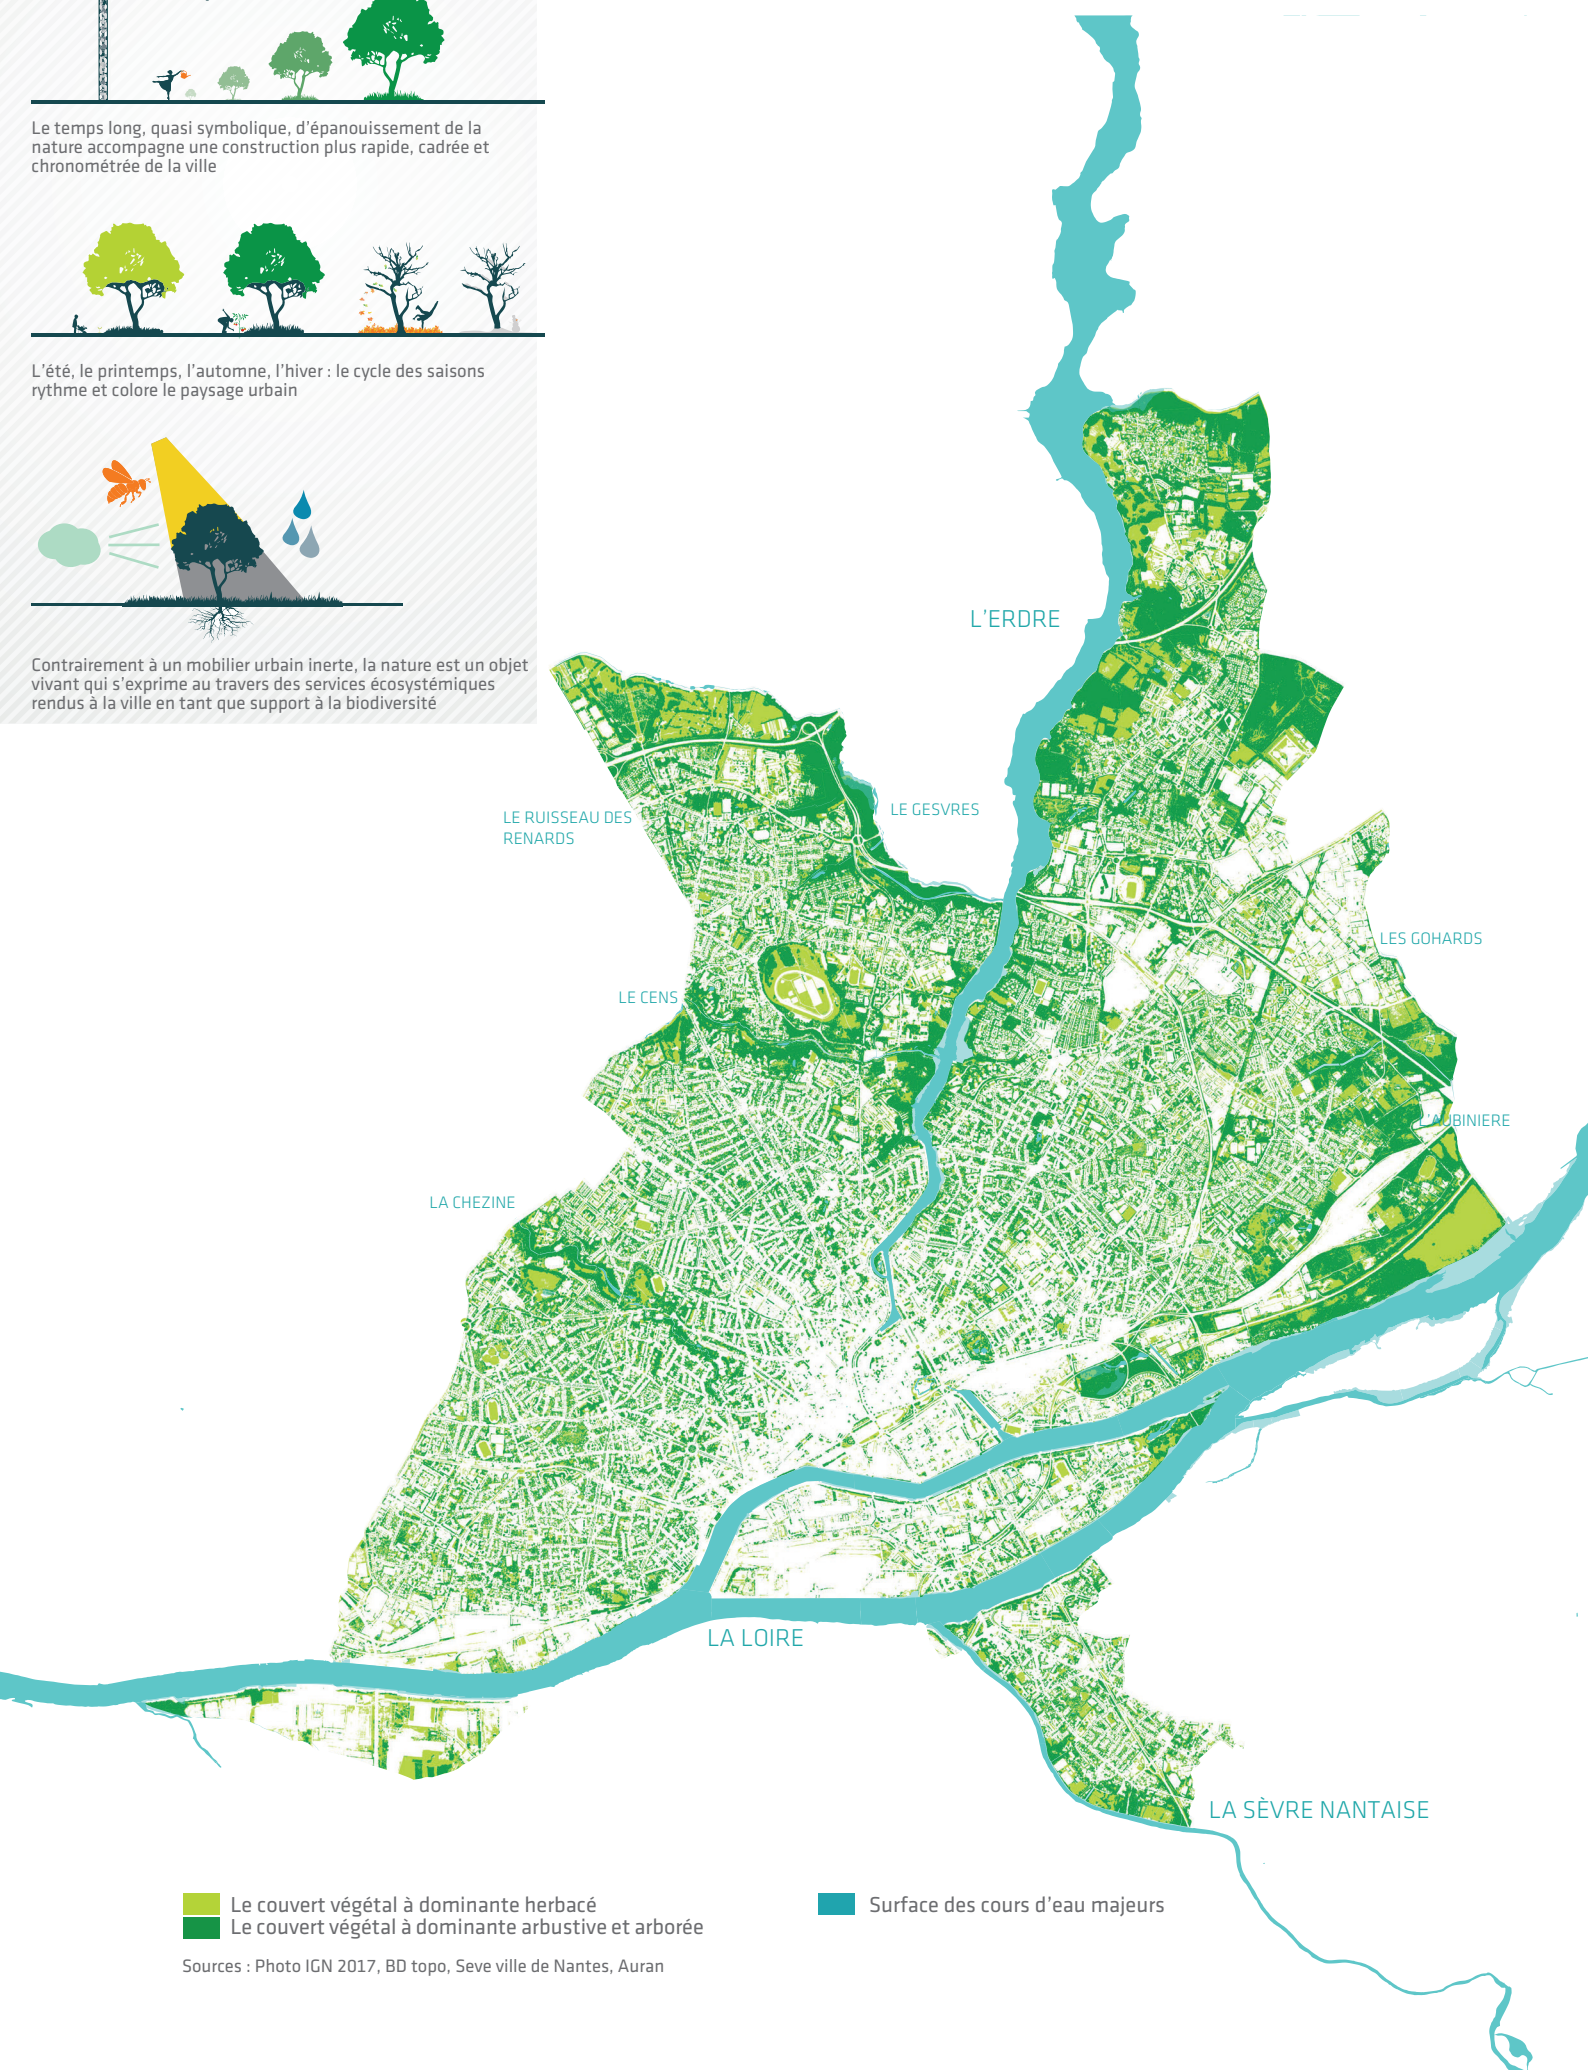 Le temps long, quasi symbolique, d'épanouissement de la
nature accompagne une construction plus rapide, cadrée et
chronométrée de la ville
L'été, le printemps, l'automne, l'hiver : le cycle des saisons
rythme et colore le paysage urbain
Contrairement à un mobilier urbain inerte, la nature est un objet
vivant qui s'exprime au travers des services écosystémiques
rendus à la ville en tant que support à la biodiversité
L'ERDRE
LE RUISSEAU DES
RENARDS
LE GESVRES
LES GOHARDS
LE CENS
L'AUBINIERE
LA CHEZINE
LA LOIRE
LA SÈVRE NANTAISE
Le couvert végétal à dominante herbacé
Le couvert végétal à dominante arbustive et arborée
Surface des cours d'eau majeurs
Sources : Photo IGN 2017, BD topo, Seve ville de Nantes, Auran